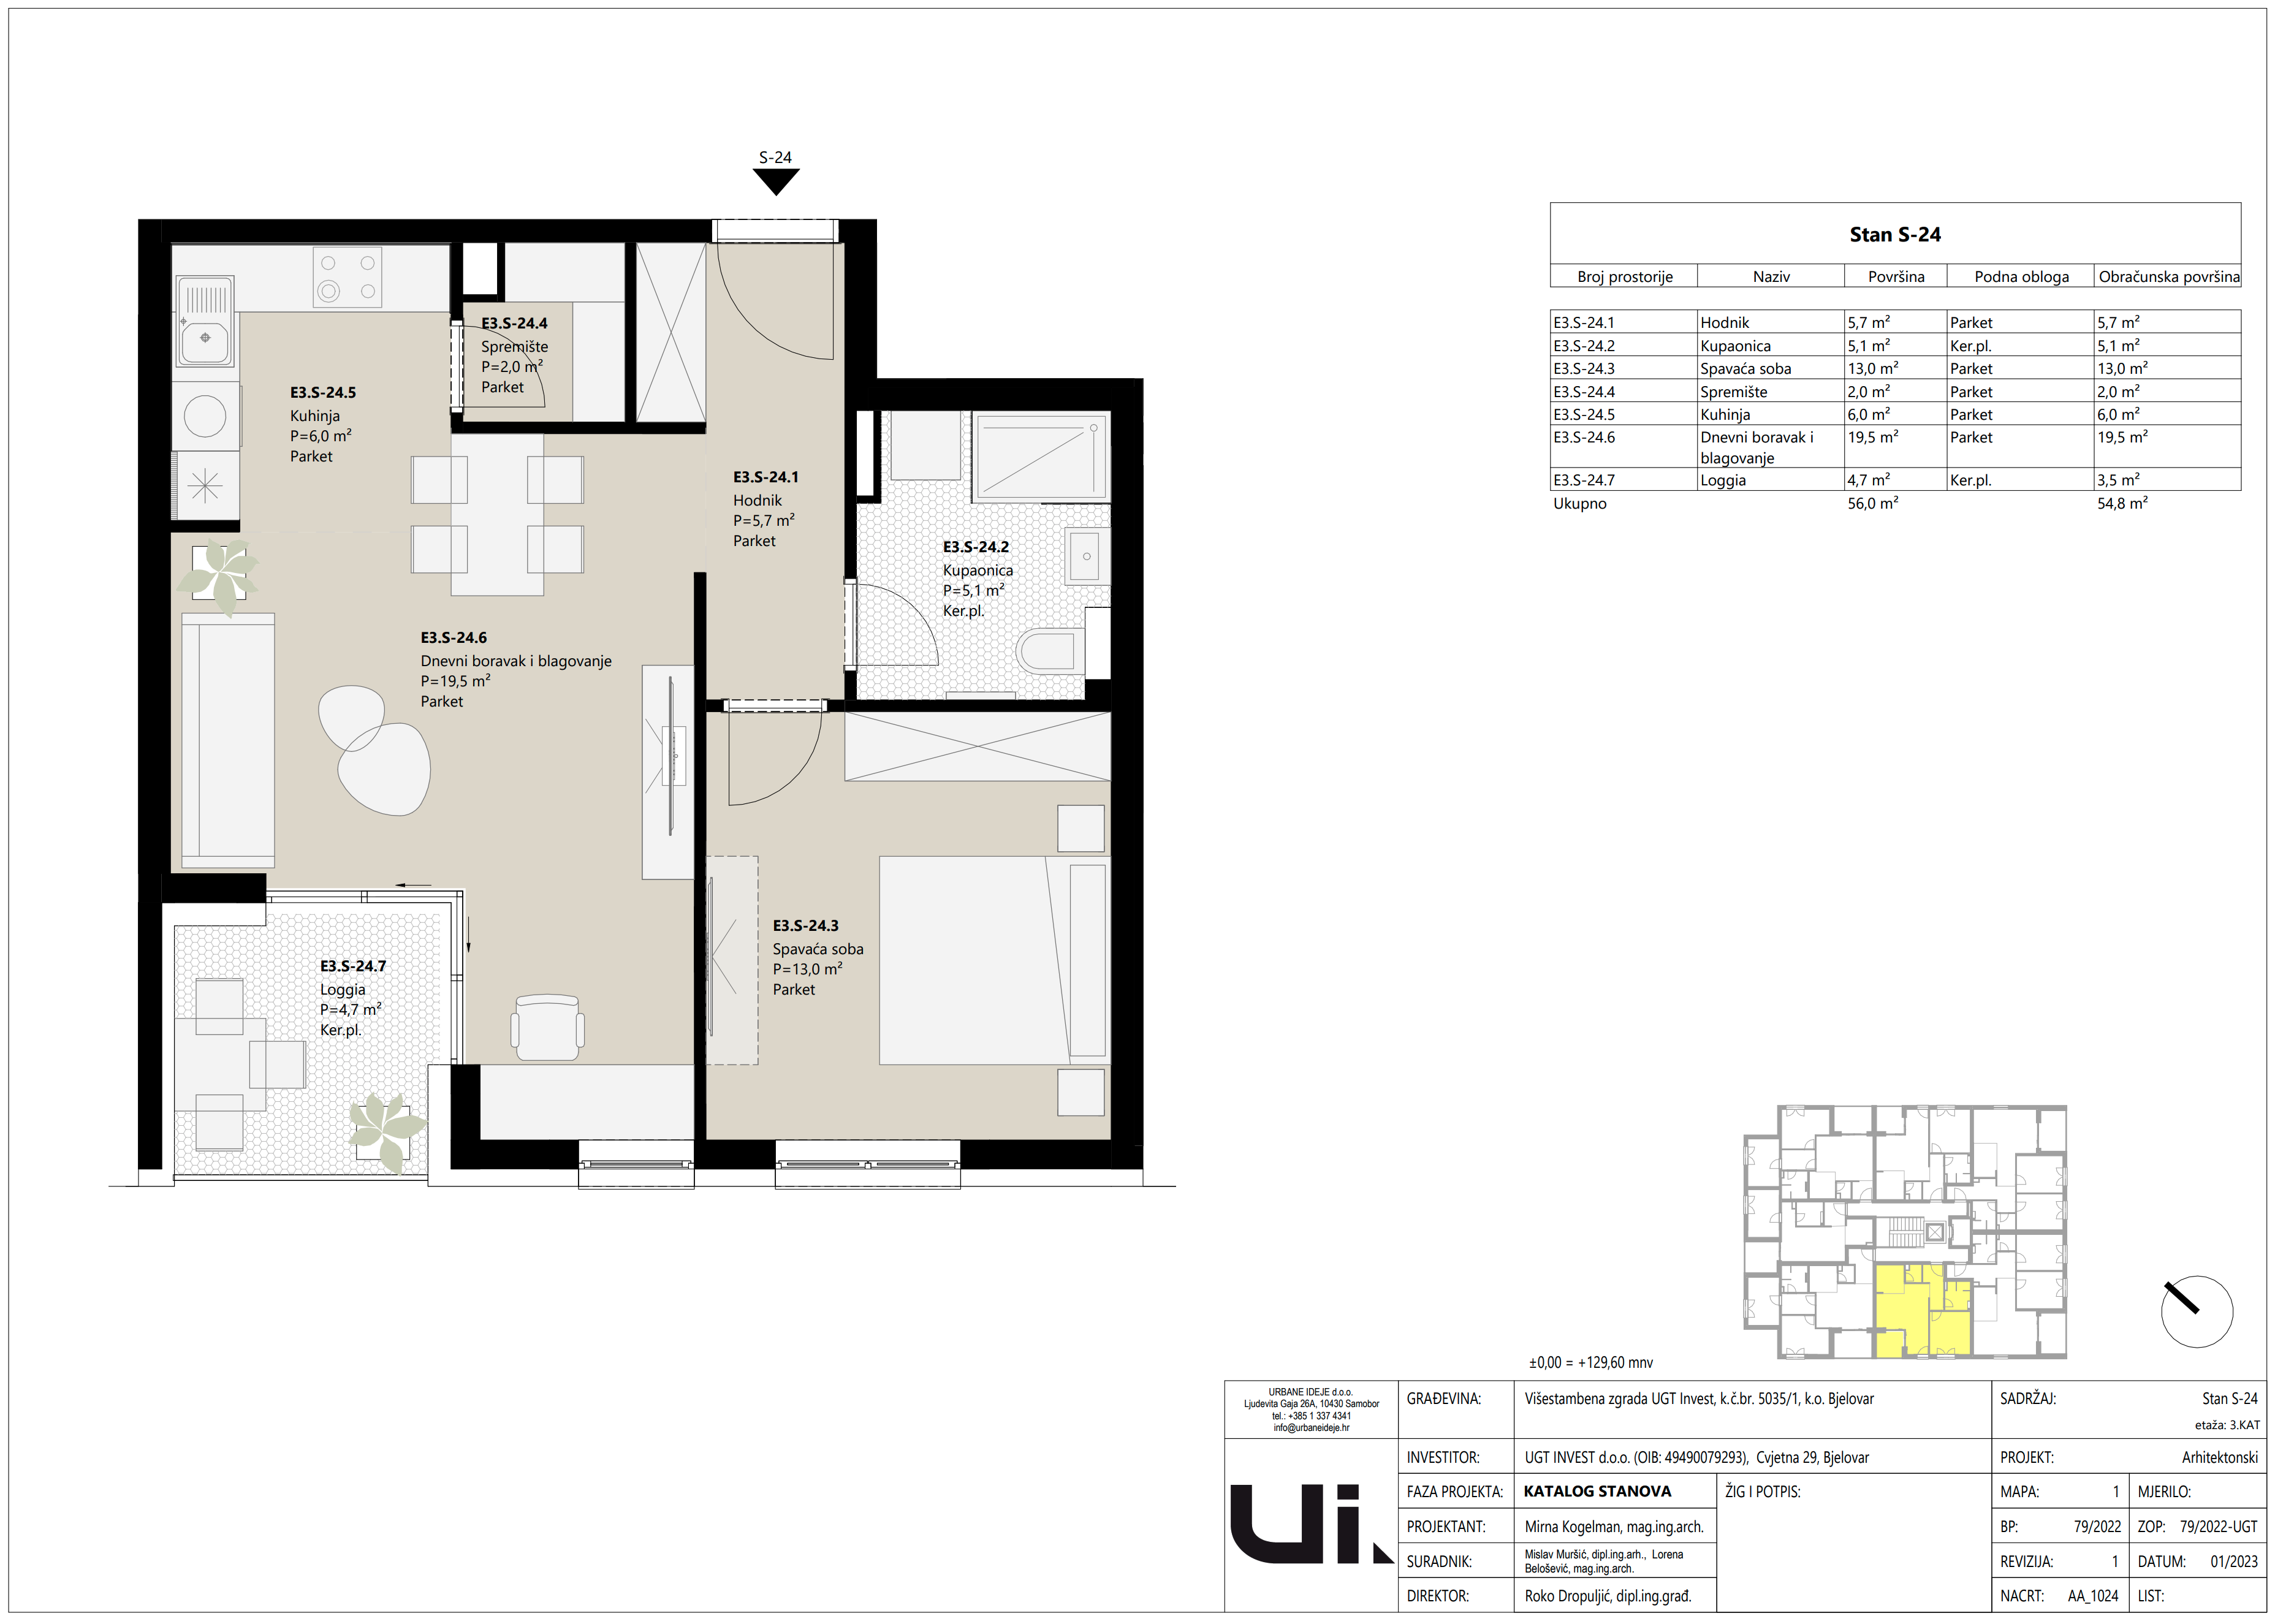 S-24
E3.S-24.4
Spremište
P=2,0 m²
Parket
E3.S-24.5
Kuhinja
P=6,0 m²
Parket
E3.S-24.1
Hodnik
P=5,7 m²
Parket
E3.S-24.2
Kupaonica
P=5,1 m²
Ker.pl.
E3.S-24.6
Dnevni boravak i blagovanje
P=19,5 m²
Parket
E3.S-24.3
Spavaća soba
P=13,0 m²
Parket
E3.S-24.7
Loggia
P=4,7 m²
Ker.pl.
Stan S-24
Broj prostorije Naziv Površina Podna obloga Obračunska površina
E3.S-24.1 Hodnik 5,7 m² Parket 5,7 m²
E3.S-24.2 Kupaonica 5,1 m² Ker.pl. 5,1 m²
E3.S-24.3 Spavaća soba 13,0 m² Parket 13,0 m²
E3.S-24.4 Spremište 2,0 m² Parket 2,0 m²
E3.S-24.5 Kuhinja 6,0 m² Parket 6,0 m²
E3.S-24.6 Dnevni boravak i 19,5 m² Parket 19,5 m²
blagovanje
E3.S-24.7 Loggia 4,7 m² Ker.pl. 3,5 m²
Ukupno 56,0 m² 54,8 m²
±0,00 = +129,60 mnv
URBANE IDEJE d.o.o.
Ljudevita Gaja 26A, 10430 Samobor
tel.: +385 1 337 4341
info@urbaneideje.hr
ui
GRAĐEVINA: Višestambena zgrada UGT Invest, k.č.br. 5035/1, k.o. Bjelovar
SADRŽAJ: Stan S-24
etaža: 3.KAT
INVESTITOR: UGT INVEST d.o.o. (OIB: 49490079293), Cvjetna 29, Bjelovar
PROJEKT: Arhitektonski
FAZA PROJEKTA: KATALOG STANOVA
ŽIG I POTPIS:
MAPA: 1 MJERILO:
PROJEKTANT: Mirna Kogelman, mag.ing.arch.
BP: 79/2022 ZOP: 79/2022-UGT
SURADNIK: Mislav Muršić, dipl.ing.arh., Lorena
Belošević, mag.ing.arch.
REVIZIJA: 1 DATUM: 01/2023
DIREKTOR: Roko Dropuljić, dipl.ing.građ.
NACRT: AA_1024 LIST: